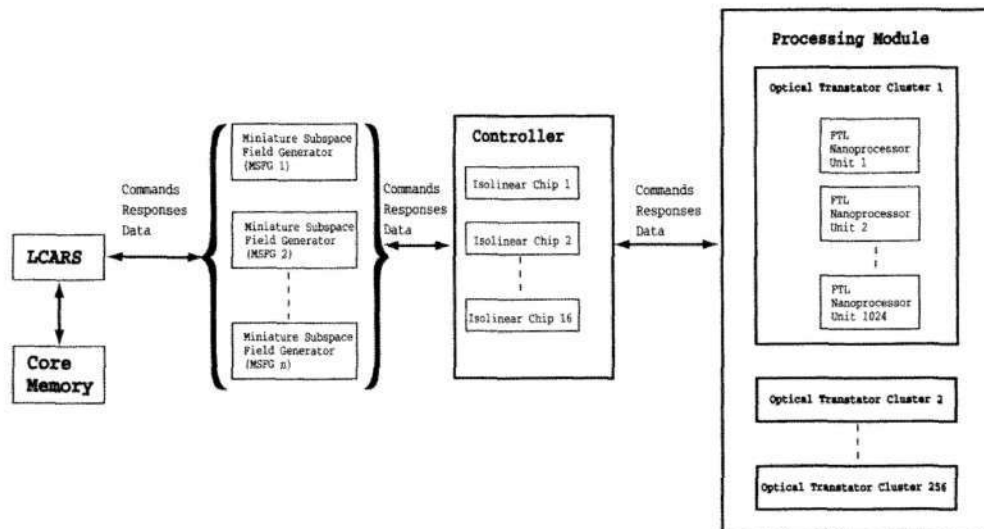 LCARS
Core
Memory
Commands
Responses
Data
Miniature Subspace
Field Generator
(MSFG 1)
Miniature Subspace
Field Generator
(MSFG 2)
Miniature Subspace
Field Generator
(MSFG n)
Commands
Responses
Data
Controller
Isolinear Chip 1
Isolinear Chip 2
Isolinear Chip 16
Commands
Responses
Data
Processing Module
Optical Transtator Cluster 1
FTL
Nanoprocessor
Unit 1
FTL
Nanoprocessor
Unit 2
FTL
Nanoprocessor
Unit 1024
Optical Transtator Cluster 2
Optical Transtator Cluster 256